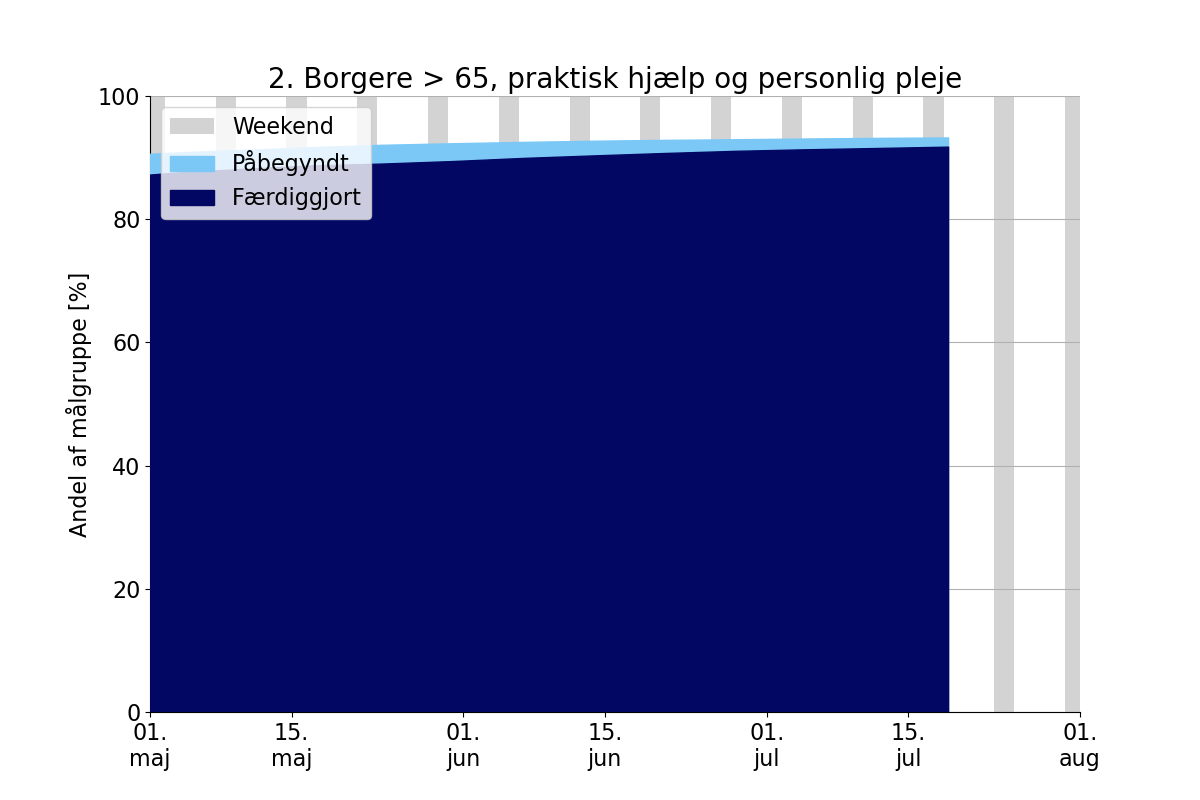 2. Borgere > 65, praktisk hjælp og personlig pleje
Weekend
Påbegyndt
Færdiggjort
Andel af målgruppe [%]
100
80
60
40
20
0
01. maj
15. maj
01. jun
15. jun
01. jul
15. jul
01. aug